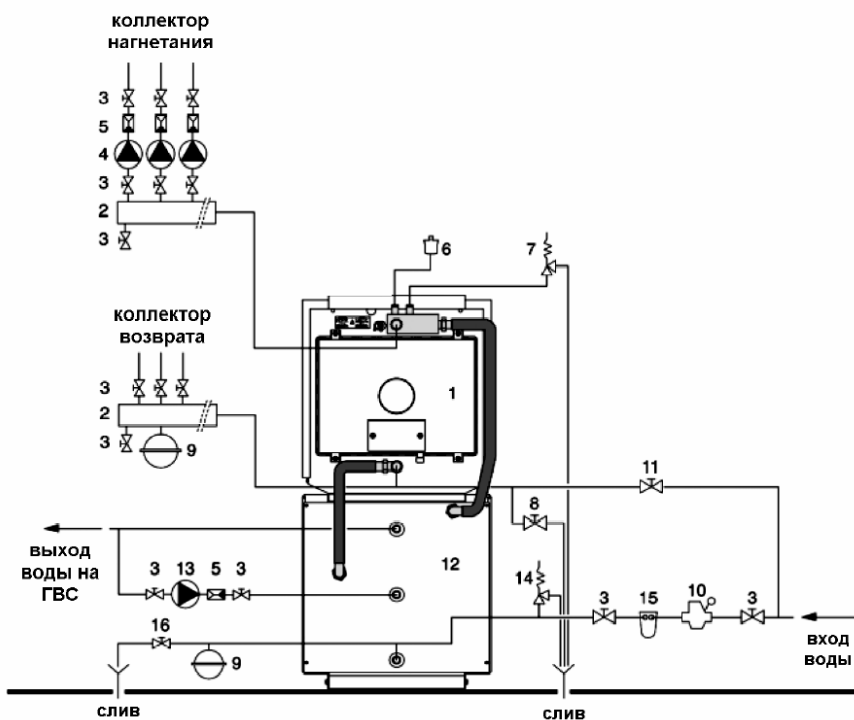 коллектор
нагнетания
3
5
4
3
2
3
6
7
коллектор
возврата
3
2
3
9
1
11
8
выход
воды на
ГВС
3
13
5
3
12
14
3
15
10
3
16
9
вход
воды
слив
слив